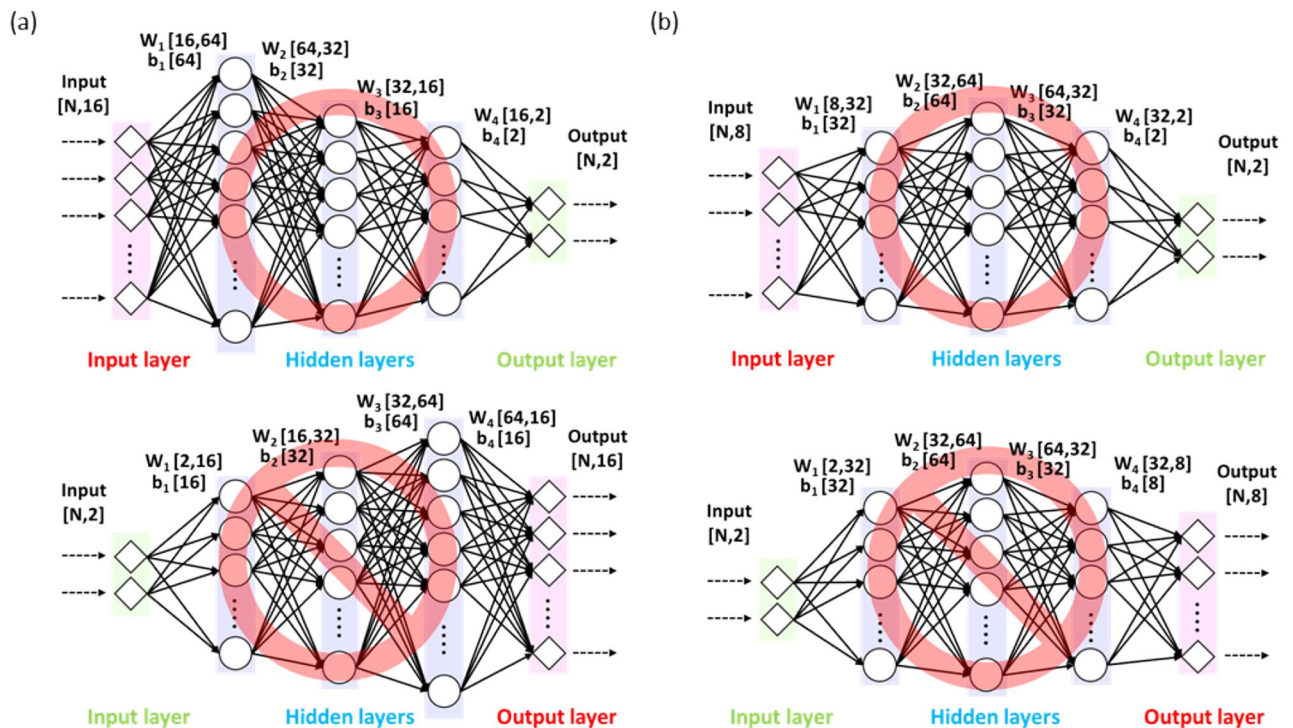 (a)
W₁ [16,64]
b₁ [64]
W₂ [64,32]
b₂ [32]
W₃ [32,16]
b₃ [16]
W₄ [16,2]
b₄ [2]
Input
[N,16]
Output
[N,2]
Input layer
Hidden layers
Output layer
W₁ [2,16]
b₁ [16]
W₂ [16,32]
b₂ [32]
W₃ [32,64]
b₃ [64]
W₄ [64,16]
b₄ [16]
Input
[N,2]
Output
[N,16]
Input layer
Hidden layers
Output layer
(b)
Input
[N,8]
W₁ [8,32]
b₁ [32]
W₂ [32,64]
b₂ [64]
W₃ [64,32]
b₃ [32]
W₄ [32,2]
b₄ [2]
Output
[N,2]
Input layer
Hidden layers
Output layer
Input
[N,2]
W₁ [2,32]
b₁ [32]
W₂ [32,64]
b₂ [64]
W₃ [64,32]
b₃ [32]
W₄ [32,8]
b₄ [8]
Output
[N,8]
Input layer
Hidden layers
Output layer